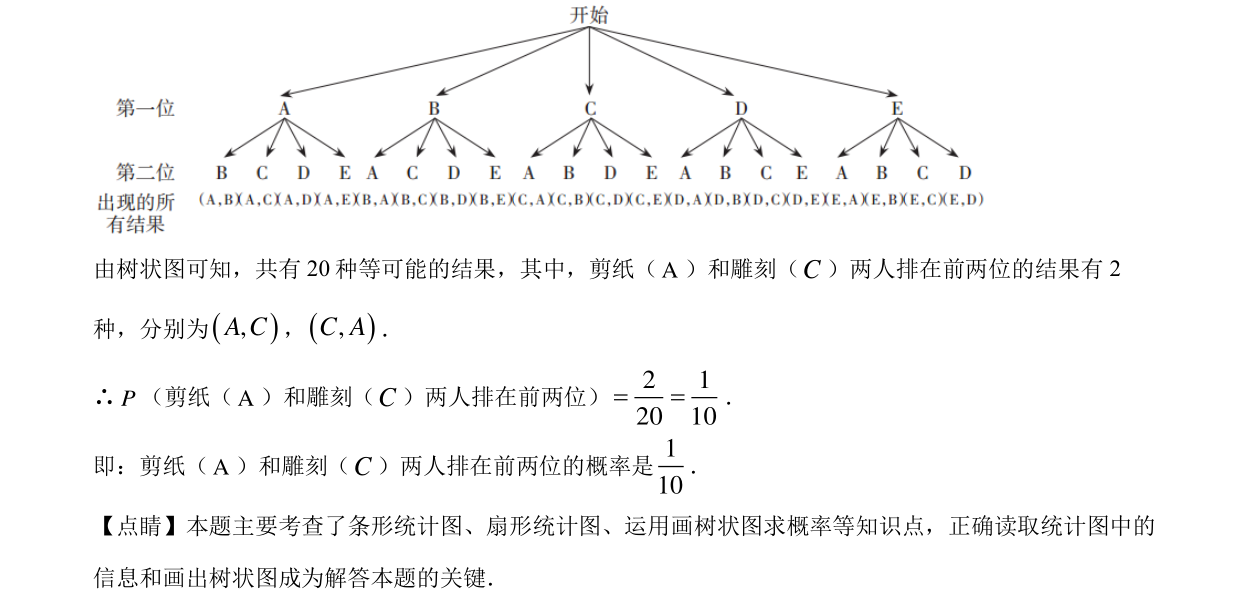 开始
第一位 A B C D E
第二位 B C D E A C D E A B D E A B C E A B C D
出现的所 (A,B)(A,C)(A,D)(A,E)(B,A)(B,C)(B,D)(B,E)(C,A)(C,B)(C,D)(C,E)(D,A)(D,B)(D,C)(D,E)(E,A)(E,B)(E,C)(E,D)
有结果
由树状图可知，共有 20 种等可能的结果，其中，剪纸（A）和雕刻（C）两人排在前两位的结果有 2
种，分别为(A,C)，(C,A)．
∴P（剪纸（A）和雕刻（C）两人排在前两位）=2/20=1/10．
即：剪纸（A）和雕刻（C）两人排在前两位的概率是1/10．
【点睛】本题主要考查了条形统计图、扇形统计图、运用画树状图求概率等知识点，正确读取统计图中的
信息和画出树状图成为解答本题的关键．